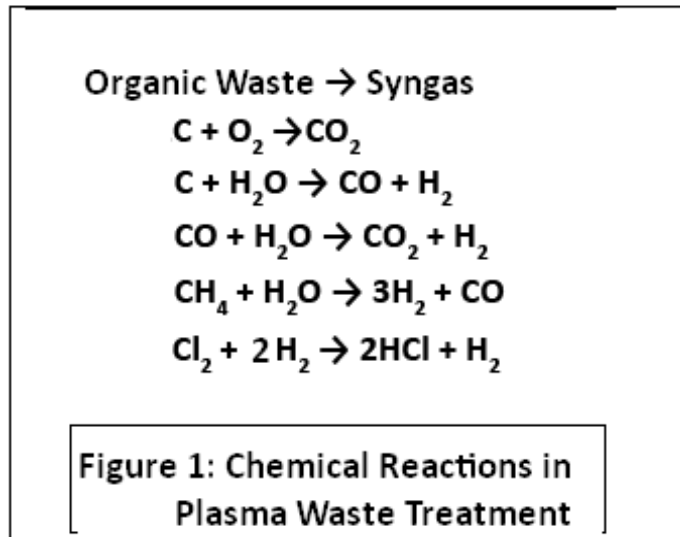 Organic Waste → Syngas
C + O₂ →CO₂
C + H₂O → CO + H₂
CO + H₂O → CO₂ + H₂
CH₄ + H₂O → 3H₂ + CO
Cl₂ + 2 H₂ → 2HCl + H₂
Figure 1: Chemical Reactions in
Plasma Waste Treatment